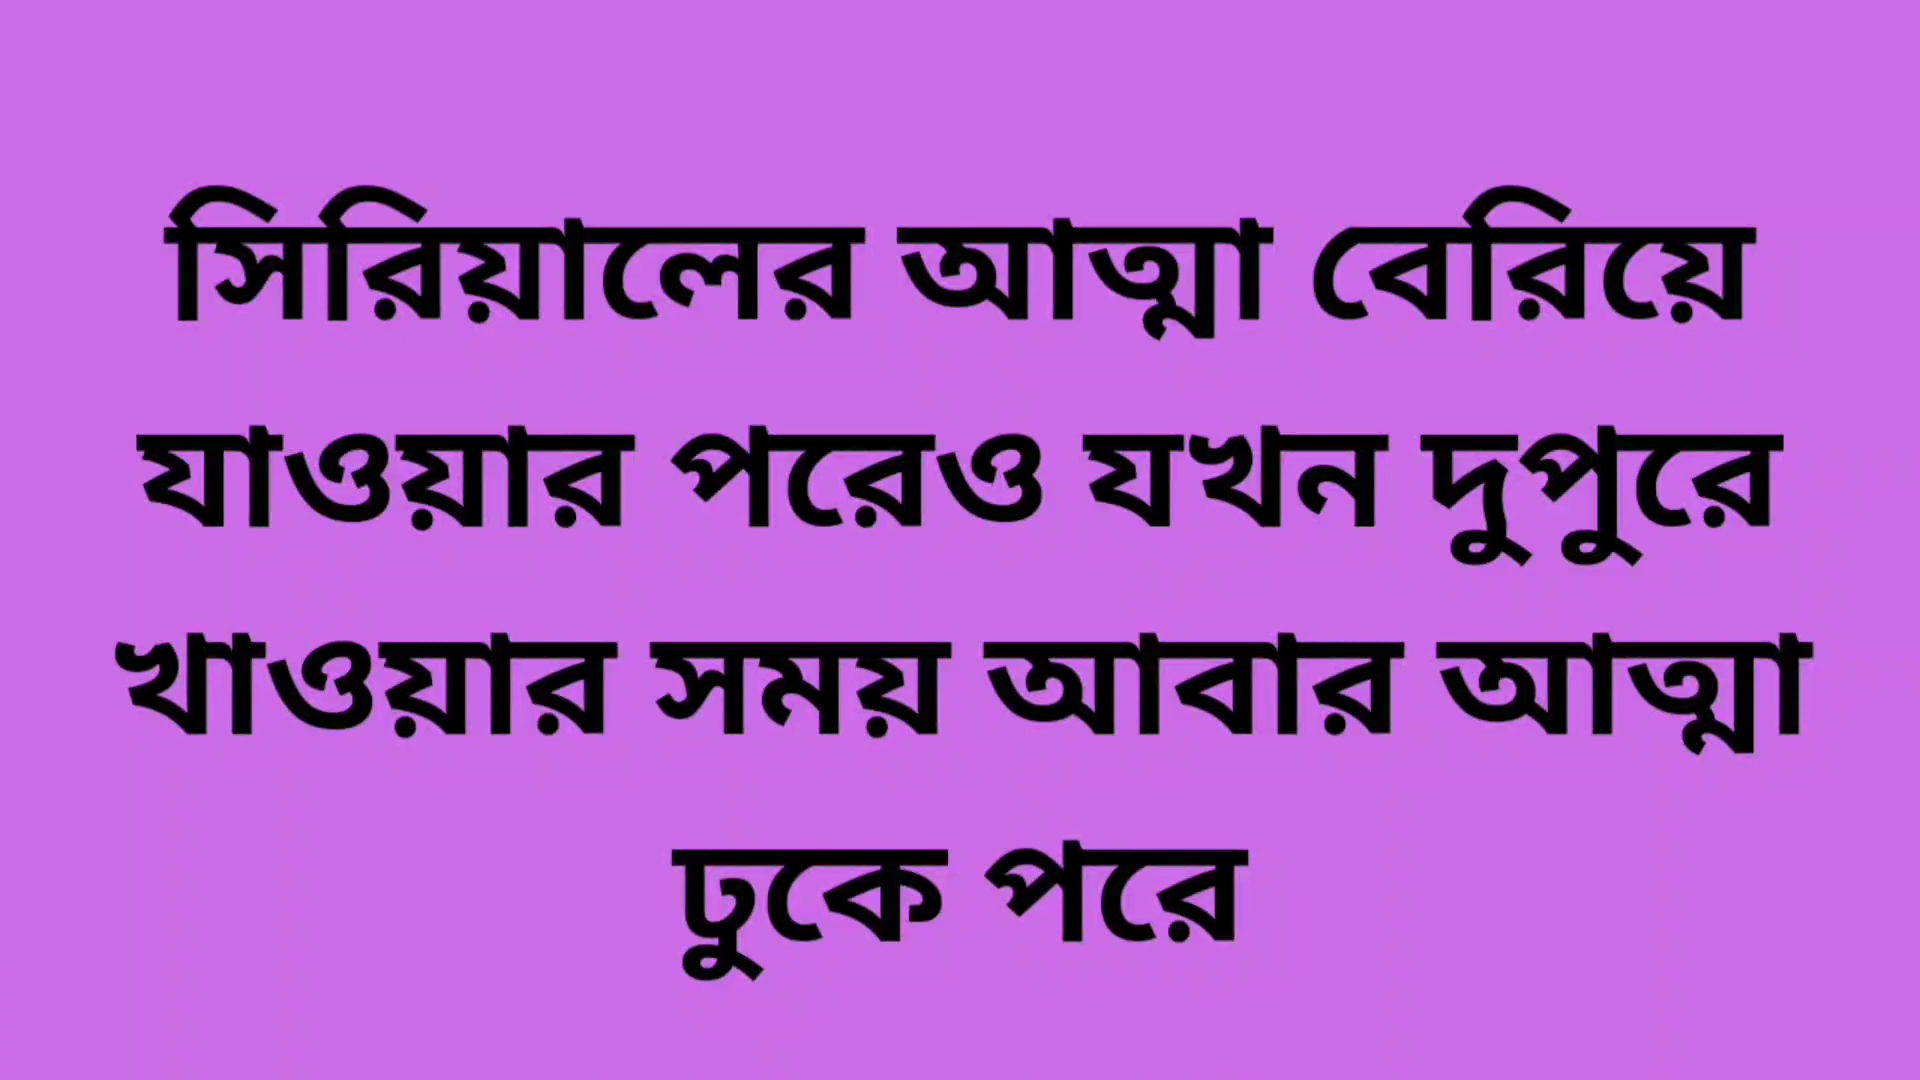 সিরিয়ালের আত্মা বেরিয়ে
যাওয়ার পরেও যখন দুপুরে
খাওয়ার সময় আবার আত্মা
ঢুকে পরে